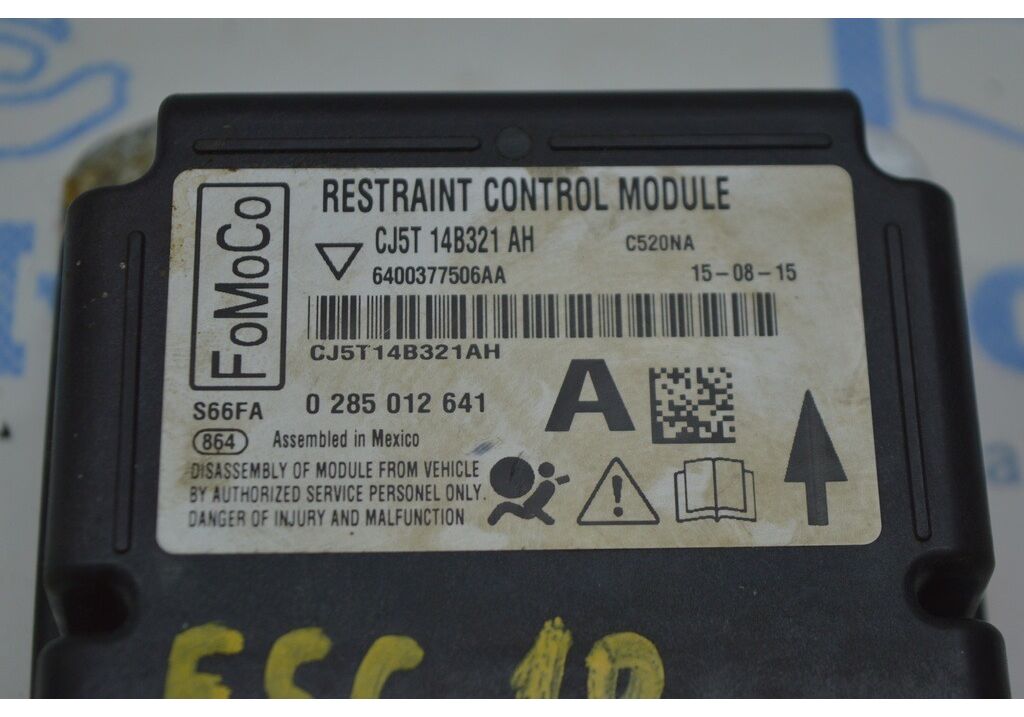 RESTRAINT CONTROL MODULE
FoMoCo
CJ5T 14B321 AH C520NA
6400377506AA 15-08-15
CJ5T14B321AH
S66FA 0 285 012 641 A
864 Assembled in Mexico
DISASSEMBLY OF MODULE FROM VEHICLE
BY AUTHORIZED SERVICE PERSONEL ONLY.
DANGER OF INJURY AND MALFUNCTION